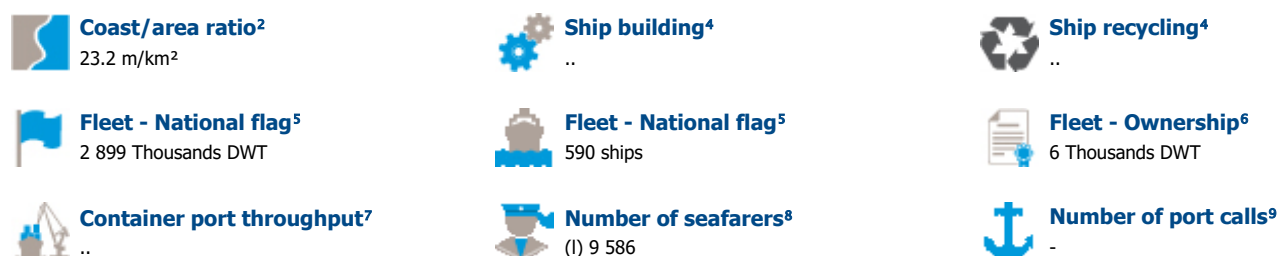 Coast/area ratio²
23.2 m/km²
Ship building⁴
..
Ship recycling⁴
..
Fleet - National flag⁵
2 899 Thousands DWT
Fleet - National flag⁵
590 ships
Fleet - Ownership⁶
6 Thousands DWT
Container port throughput⁷
..
Number of seafarers⁸
(I) 9 586
Number of port calls⁹
-